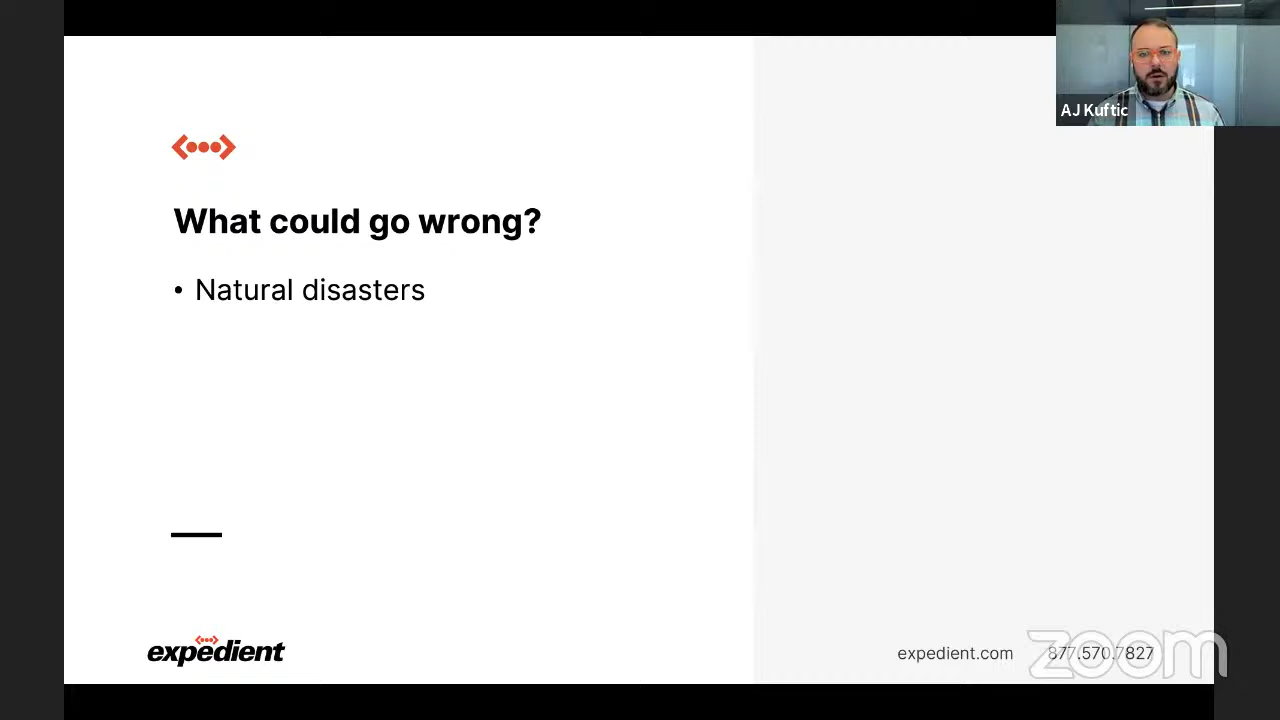 AJ Kuftic
What could go wrong?
• Natural disasters
expedient
expedient.com 877.570.7827
zoom